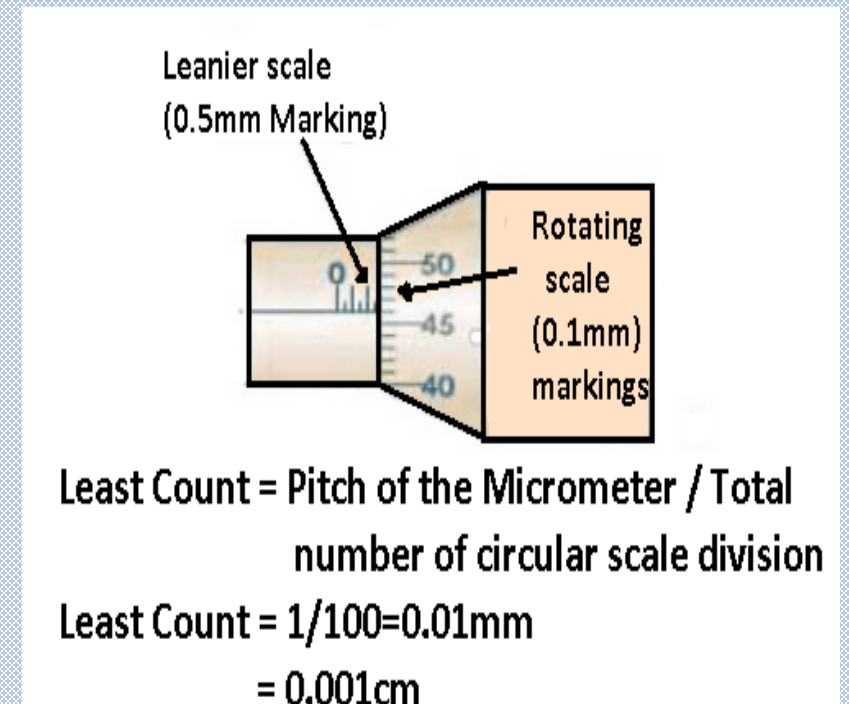 Leanier scale
(0.5mm Marking)
0
50
45
40
Rotating
scale
(0.1mm)
markings
Least Count = Pitch of the Micrometer / Total
number of circular scale division
Least Count = 1/100=0.01mm
= 0.001cm